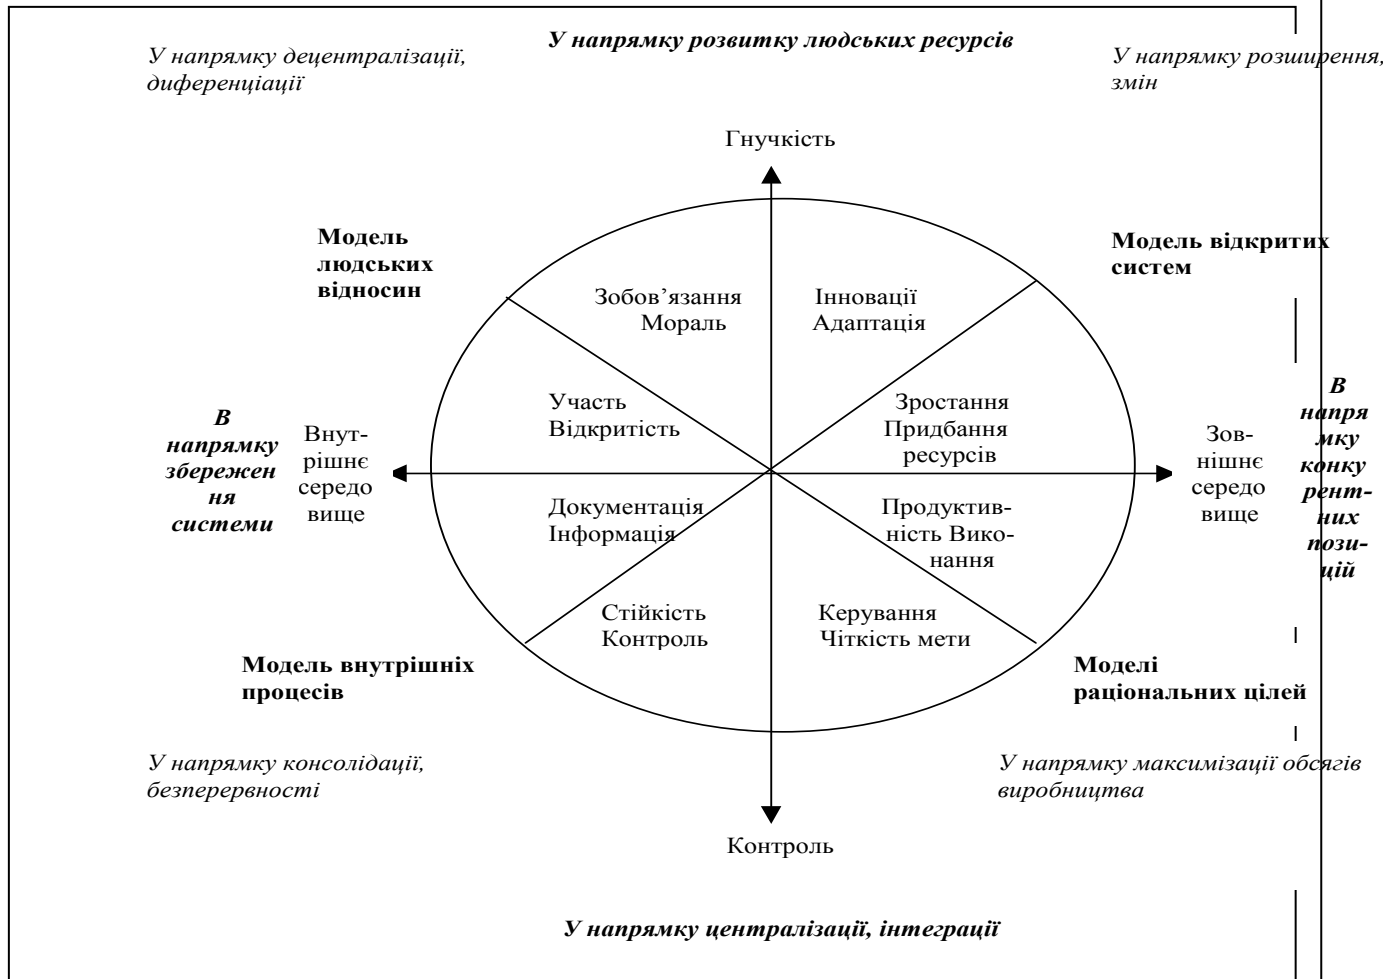 У напрямку розвитку людських ресурсів
У напрямку децентралізації,
диференціації
У напрямку розширення,
змін
Гнучкість
Модель
людських
відносин
Модель відкритих
систем
Зобов’язання
Мораль
Інновації
Адаптація
Участь
Відкритість
Зростання
Придбання
ресурсів
В
напрямку
збережен
ня
системи
Внут-
рішнє
середо
вище
Зов-
нішнє
середо
вище
В
напря
мку
конку
рент-
них
пози-
цій
Документація
Інформація
Продуктив-
ність Вико-
нання
Стійкість
Контроль
Керування
Чіткість мети
Модель внутрішніх
процесів
Моделі
раціональних цілей
У напрямку консолідації,
безперервності
У напрямку максимізації обсягів
виробництва
Контроль
У напрямку централізації, інтеграції